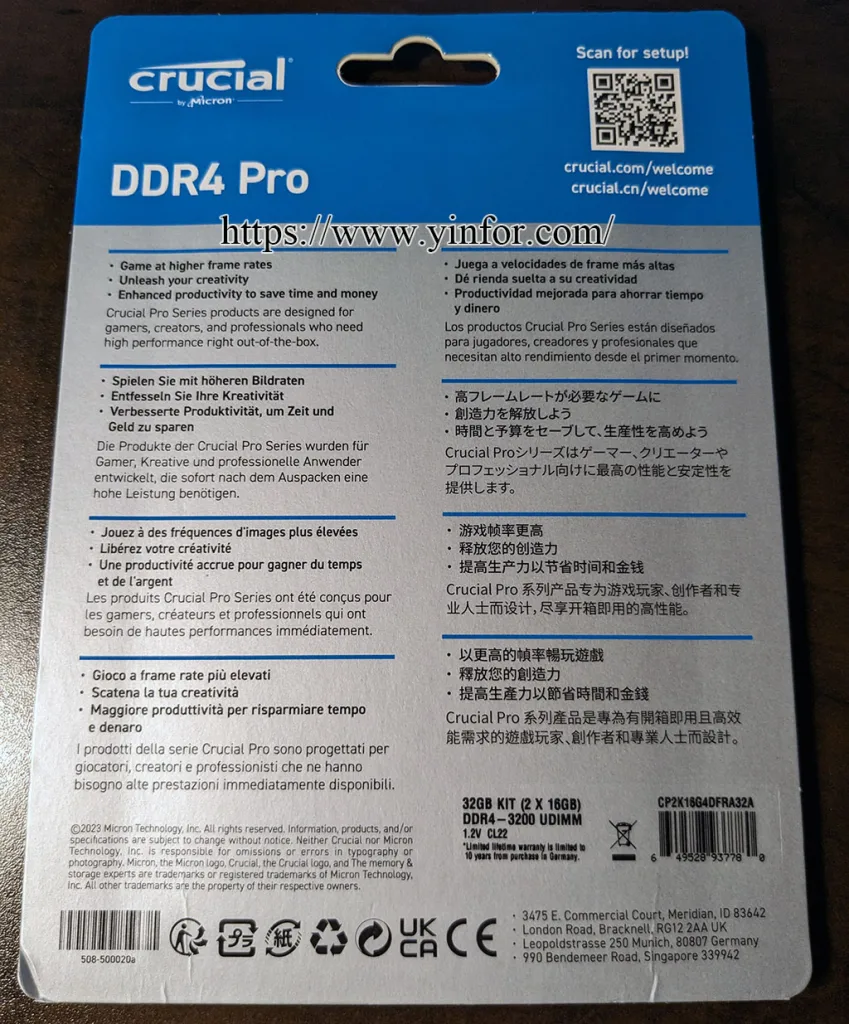 crucial
by Micron
Scan for setup!
crucial.com/welcome
crucial.cn/welcome
DDR4 Pro
https://www.yinfor.com/
· Game at higher frame rates
· Unleash your creativity
· Enhanced productivity to save time and money
Crucial Pro Series products are designed for
gamers, creators, and professionals who need
high performance right out-of-the-box.
· Spielen Sie mit höheren Bildraten
· Entfesseln Sie Ihre Kreativität
· Verbesserte Produktivität, um Zeit und
Geld zu sparen
Die Produkte der Crucial Pro Series wurden für
Gamer, Kreative und professionelle Anwender
entwickelt, die sofort nach dem Auspacken eine
hohe Leistung benötigen.
· Jouez à des fréquences d'images plus élevées
· Libérez votre créativité
· Une productivité accrue pour gagner du temps
et de l'argent
Les produits Crucial Pro Series ont été conçus pour
les gamers, créateurs et professionnels qui ont
besoin de hautes performances immédiatement.
· Gioco a frame rate più elevati
· Scatena la tua creatività
· Maggiore produttività per risparmiare tempo
e denaro
I prodotti della serie Crucial Pro sono progettati per
giocatori, creatori e professionisti che ne hanno
bisogno alte prestazioni immediatamente disponibili.
· Juega a velocidades de frame más altas
· Dé rienda suelta a su creatividad
· Productividad mejorada para ahorrar tiempo
y dinero
Los productos Crucial Pro Series están diseñados
para jugadores, creadores y profesionales que
necesitan alto rendimiento desde el primer momento.
· 高フレームレートが必要なゲームに
· 創造力を解放しよう
· 時間と予算をセーブして、生産性を高めよう
Crucial Proシリーズはゲーマー、クリエーターや
プロフェッショナル向けに最高の性能と安定性を
提供します。
· 游戏帧率更高
· 释放您的创造力
· 提高生产力以节省时间和金钱
Crucial Pro 系列产品专为游戏玩家、创作者和专
业人士而设计,尽享开箱即用的高性能。
· 以更高的幀率暢玩遊戲
· 釋放您的創造力
· 提高生產力以節省時間和金錢
Crucial Pro 系列產品是專為有開箱即用且高效
能需求的遊戲玩家、創作者和專業人士而設計。
32GB KIT (2 X 16GB)
DDR4-3200 UDIMM
1.2V CL22
*Limited lifetime warranty is limited to
10 years from purchase in Germany.
CP2X16G4DFRA32A
6 49528 93778 0
©2023 Micron Technology, Inc. All rights reserved. Information, products, and/or
specifications are subject to change without notice. Neither Crucial nor Micron
Technology, Inc. is responsible for omissions or errors in typography or
photography. Micron, the Micron logo, Crucial, the Crucial logo, and The memory &
storage experts are trademarks or registered trademarks of Micron Technology,
Inc. All other trademarks are the property of their respective owners.
508-500020a
プラ
紙
UK
CA
CE
· 3475 E. Commercial Court, Meridian, ID 83642
· London Road, Bracknell, RG12 2AA UK
· Leopoldstrasse 250 Munich, 80807 Germany
· 990 Bendemeer Road, Singapore 339942